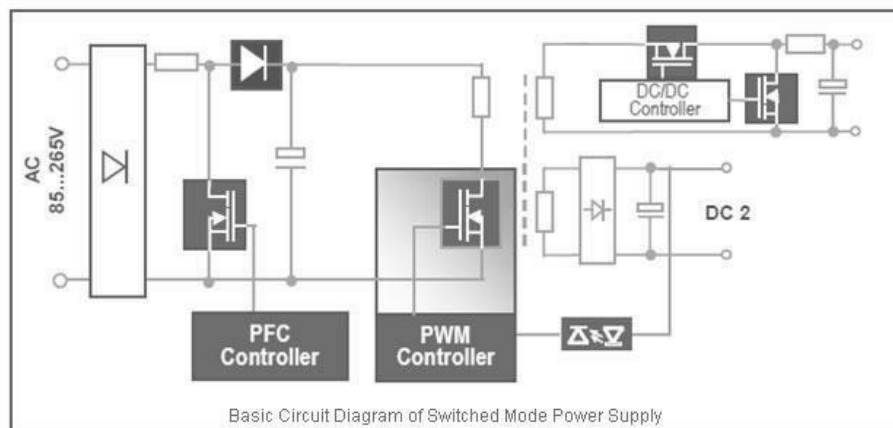 AC
85...265V
DC/DC
Controller
DC 2
PFC
Controller
PWM
Controller
Basic Circuit Diagram of Switched Mode Power Supply